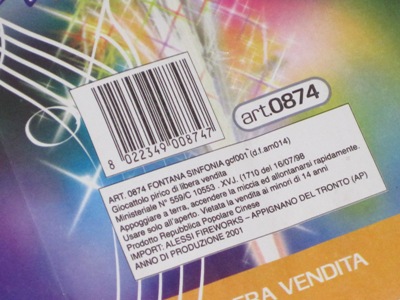 8 022349 008747
art.0874
ART. 0874 FONTANA SINFONIA gcf001 (d.f.am014)
Giocattolo pirico di libera vendita
Ministeriale N° 559/C 10553 . XVJ. (1710 del 16/07/98
Appoggiare a terra, accendere la miccia ed allontanarsi rapidamente.
Usare solo all'aperto. Vietata la vendita ai minori di 14 anni
Prodotto Repubblica Popolare Cinese
IMPORT: ALESSI FIREWORKS – APPIGNANO DEL TRONTO (AP)
ANNO DI PRODUZIONE 2001
VENDITA